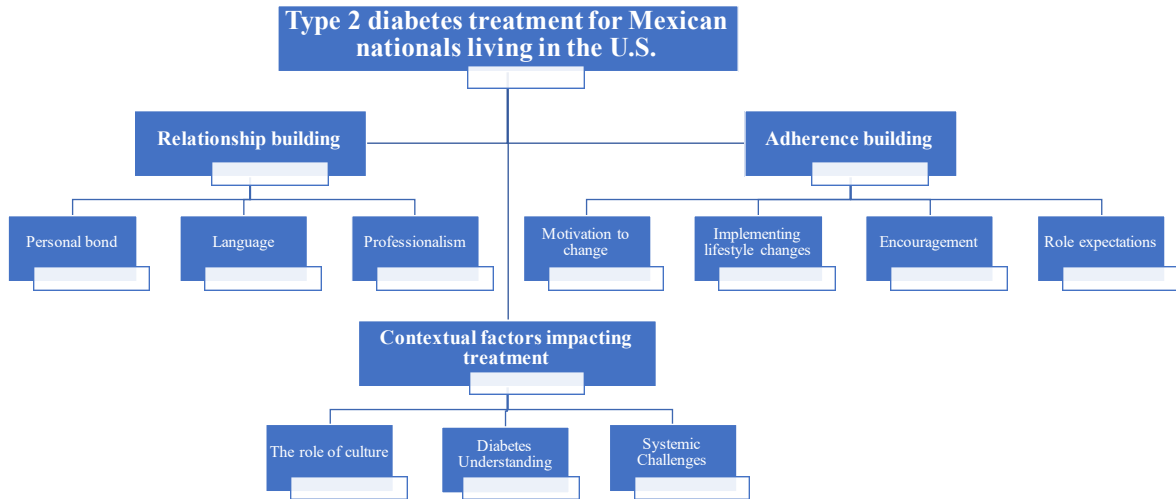 Type 2 diabetes treatment for Mexican
nationals living in the U.S.
Relationship building
Adherence building
Personal bond
Language
Professionalism
Motivation to
change
Implementing
lifestyle changes
Encouragement
Role expectations
Contextual factors impacting
treatment
The role of culture
Diabetes
Understanding
Systemic
Challenges